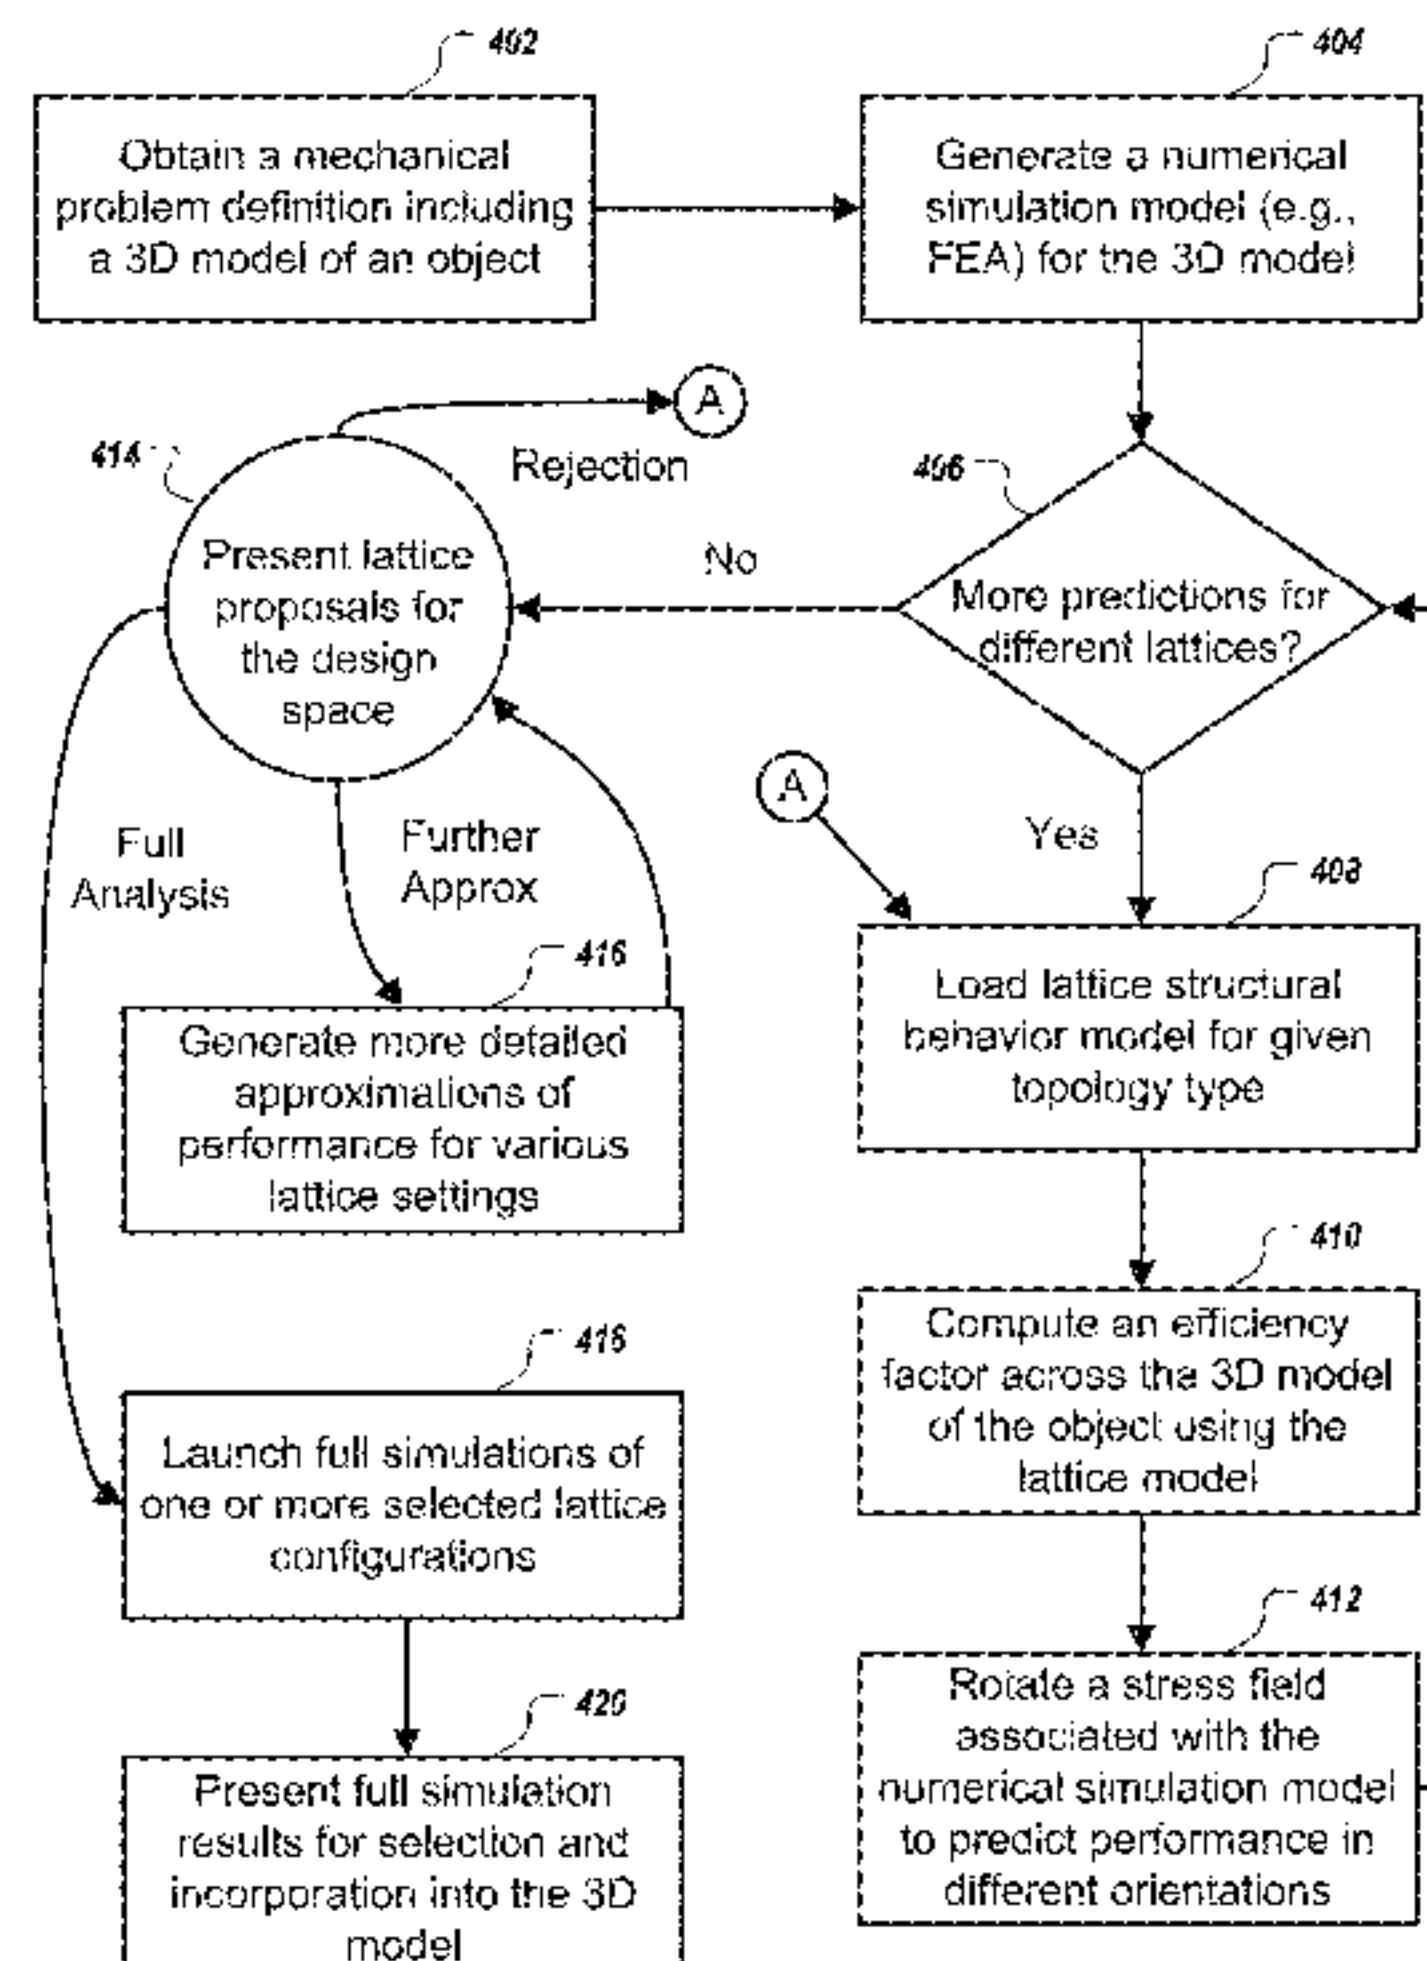 402
Obtain a mechanical
problem definition including
a 3D model of an object
404
Generate a numerical
simulation model (e.g.,
FEA) for the 3D model
A
Rejection
414
Present lattice
proposals for
the design
space
No
406
More predictions for
different lattices?
A
Yes
Full
Analysis
Further
Approx
408
Load lattice structural
behavior model for given
topology type
416
Generate more detailed
approximations of
performance for various
lattice settings
410
Compute an efficiency
factor across the 3D model
of the object using the
lattice model
418
Launch full simulations of
one or more selected lattice
configurations
412
Rotate a stress field
associated with the
numerical simulation model
to predict performance in
different orientations
420
Present full simulation
results for selection and
incorporation into the 3D
model